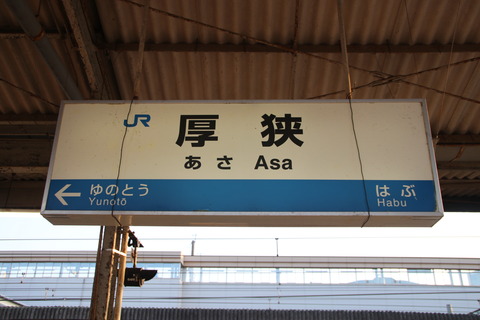 JR 厚狭
あさ Asa
← ゆのとう はぶ
Yunotō Habu